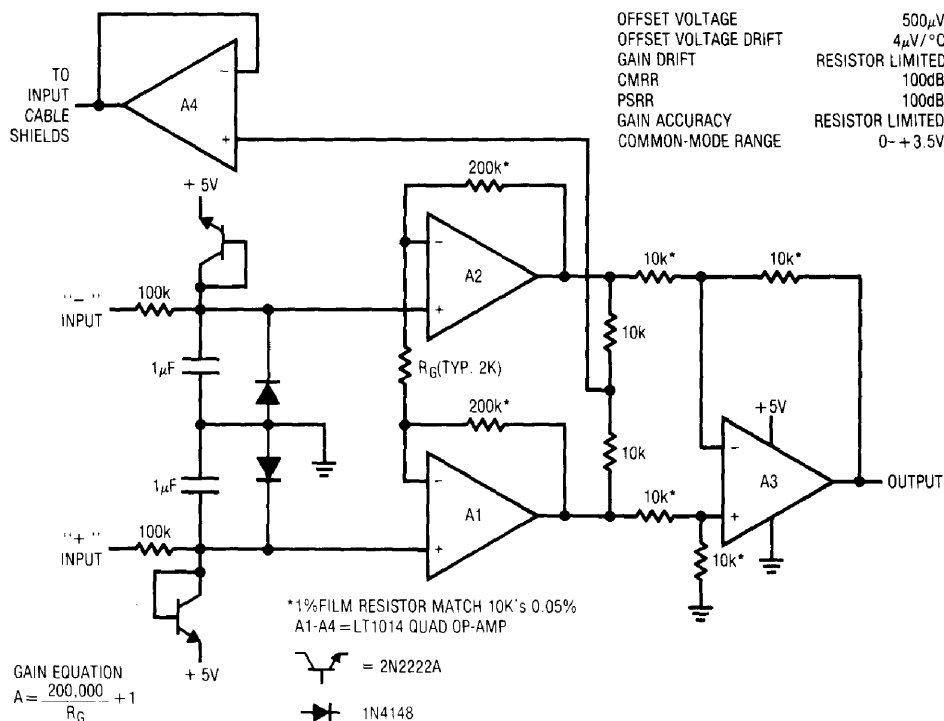 OFFSET VOLTAGE 500µV
OFFSET VOLTAGE DRIFT 4µV/°C
GAIN DRIFT RESISTOR LIMITED
CMRR 100dB
PSRR 100dB
GAIN ACCURACY RESISTOR LIMITED
COMMON-MODE RANGE 0-+3.5V
TO
INPUT
CABLE
SHIELDS
−
A4
+
+5V
200k*
−
A2
+
10k*
10k*
"−"
INPUT
100k
10k
1µF
RG(TYP. 2K)
200k*
+5V
10k
−
A3
+
OUTPUT
1µF
−
A1
+
10k*
"+"
INPUT
100k
10k*
*1%FILM RESISTOR MATCH 10K's 0.05%
A1-A4=LT1014 QUAD OP-AMP
+5V
= 2N2222A
GAIN EQUATION
A = 200,000 / RG + 1
1N4148